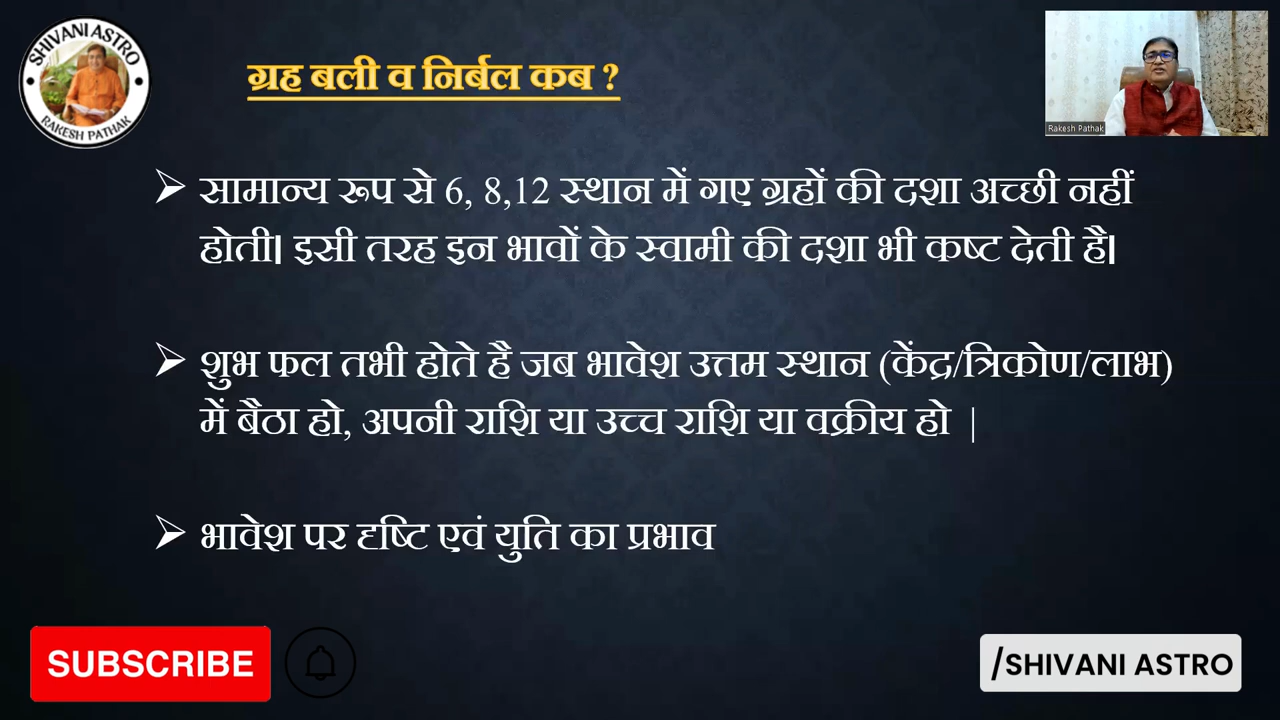 SHIVANI ASTRO
RAKESH PATHAK
ग्रह बली व निर्बल कब ?
Rakesh Pathak
➢ सामान्य रूप से 6, 8,12 स्थान में गए ग्रहों की दशा अच्छी नहीं
होती। इसी तरह इन भावों के स्वामी की दशा भी कष्ट देती है।
➢ शुभ फल तभी होते है जब भावेश उत्तम स्थान (केंद्र/त्रिकोण/लाभ)
में बैठा हो, अपनी राशि या उच्च राशि या वक्रीय हो |
➢ भावेश पर दृष्टि एवं युति का प्रभाव
SUBSCRIBE
/SHIVANI ASTRO